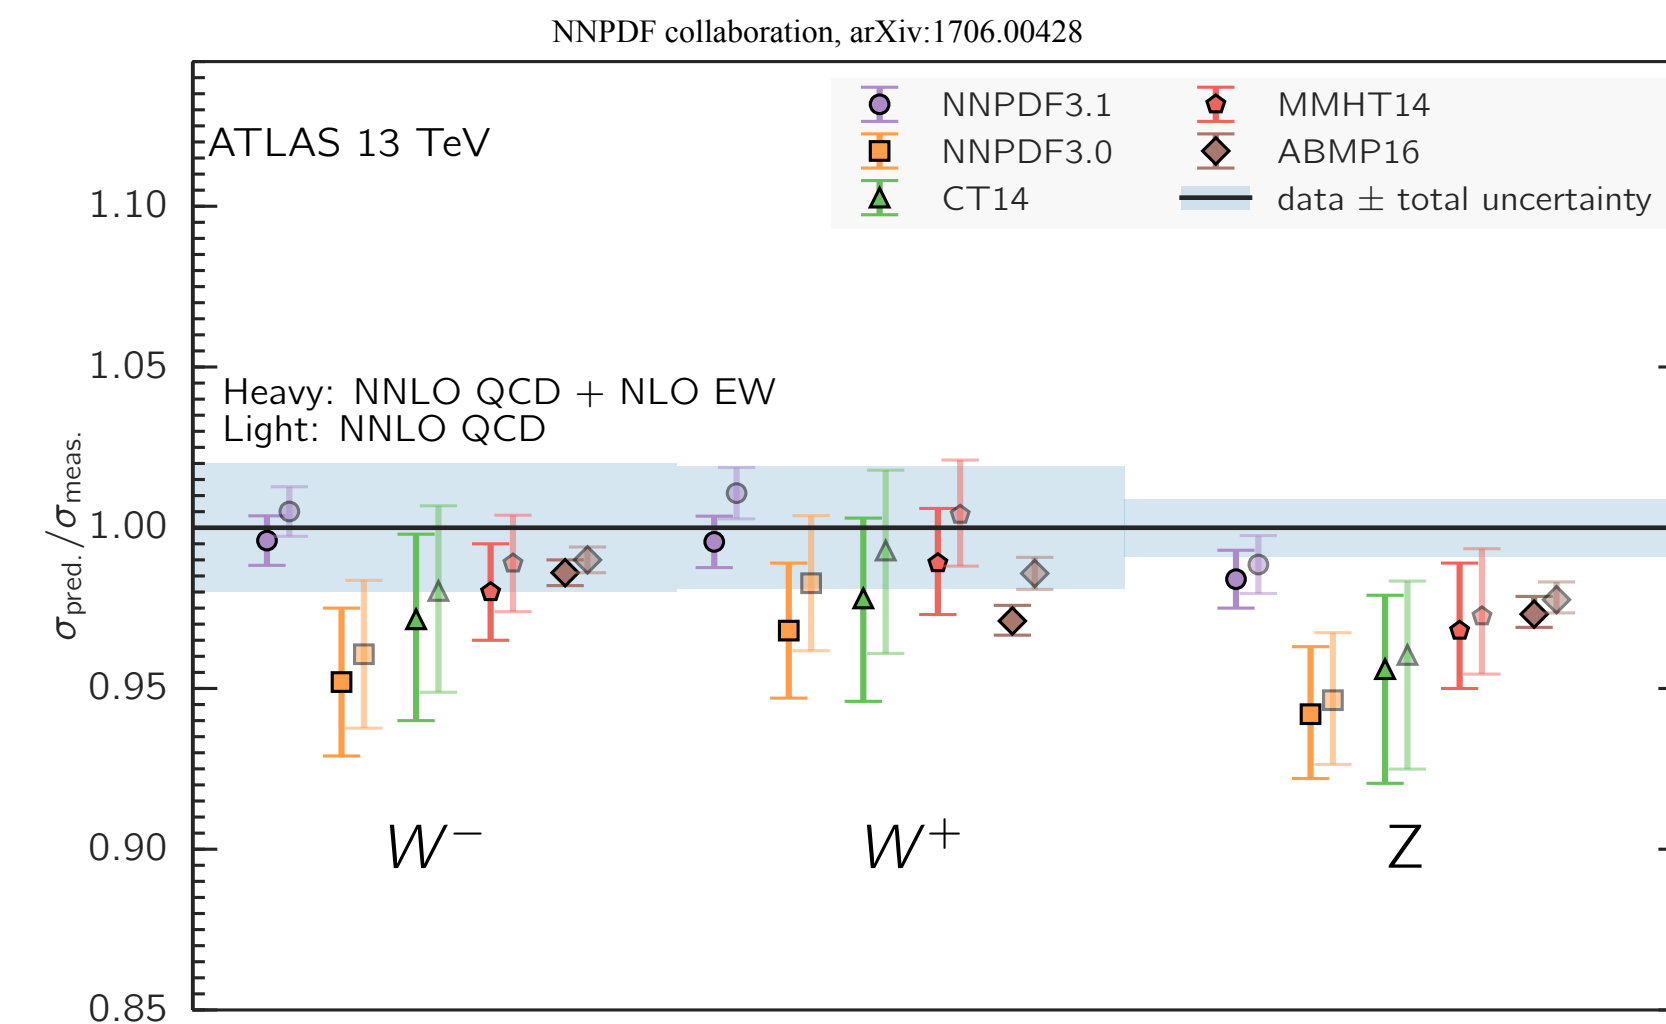 NNPDF collaboration, arXiv:1706.00428
ATLAS 13 TeV
NNPDF3.1
NNPDF3.0
CT14
MMHT14
ABMP16
data ± total uncertainty
Heavy: NNLO QCD + NLO EW
Light: NNLO QCD
σpred./σmeas.
1.10
1.05
1.00
0.95
0.90
0.85
W⁻
W⁺
Z